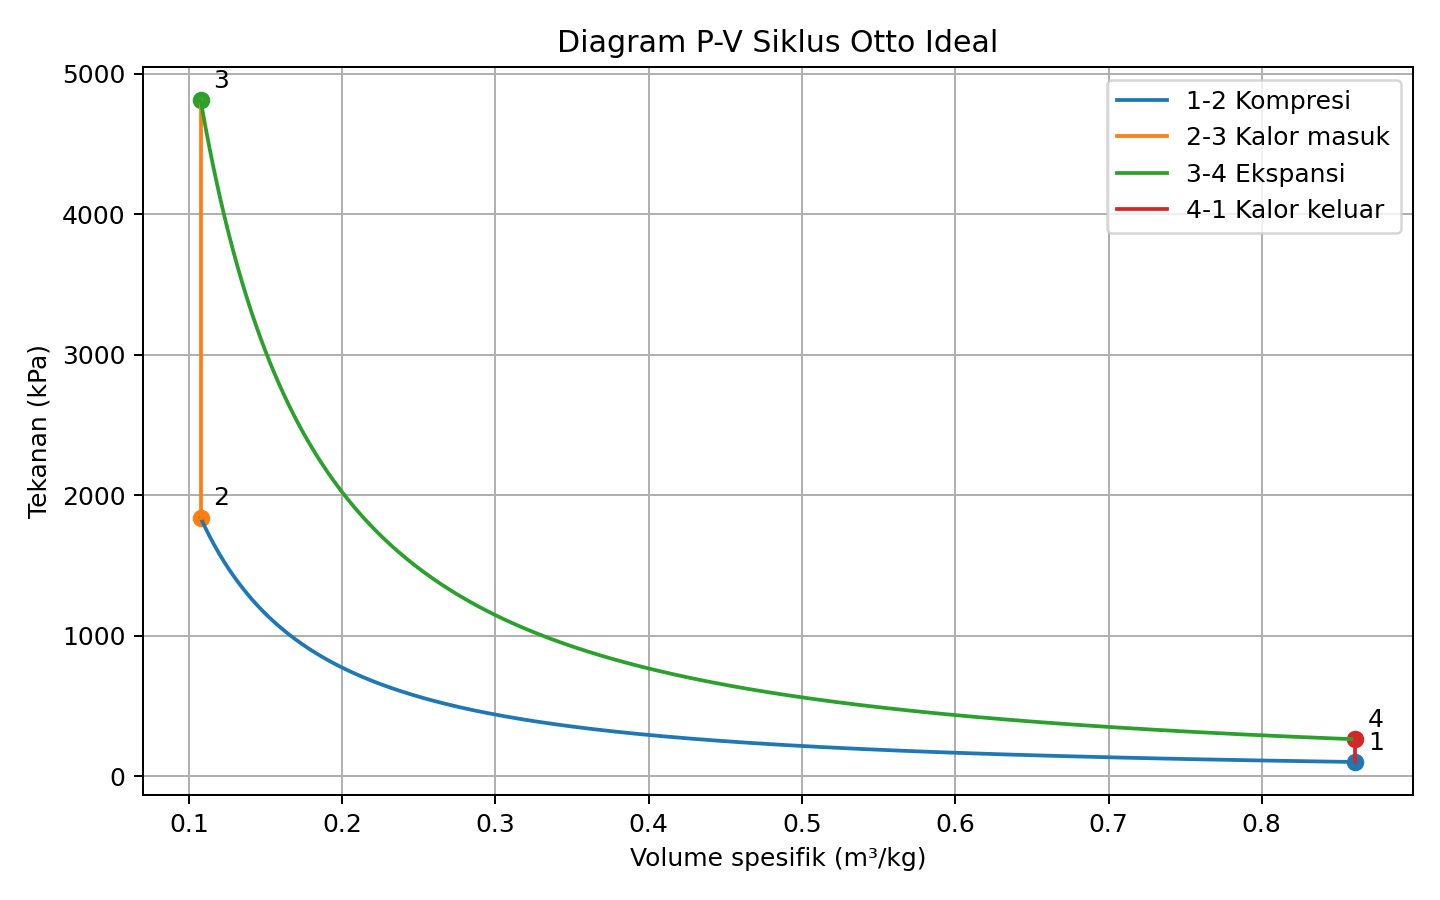 Diagram P-V Siklus Otto Ideal
5000
4000
3000
2000
1000
0
Tekanan (kPa)
3
2
4
1
1-2 Kompresi
2-3 Kalor masuk
3-4 Ekspansi
4-1 Kalor keluar
0.1 0.2 0.3 0.4 0.5 0.6 0.7 0.8
Volume spesifik (m³/kg)